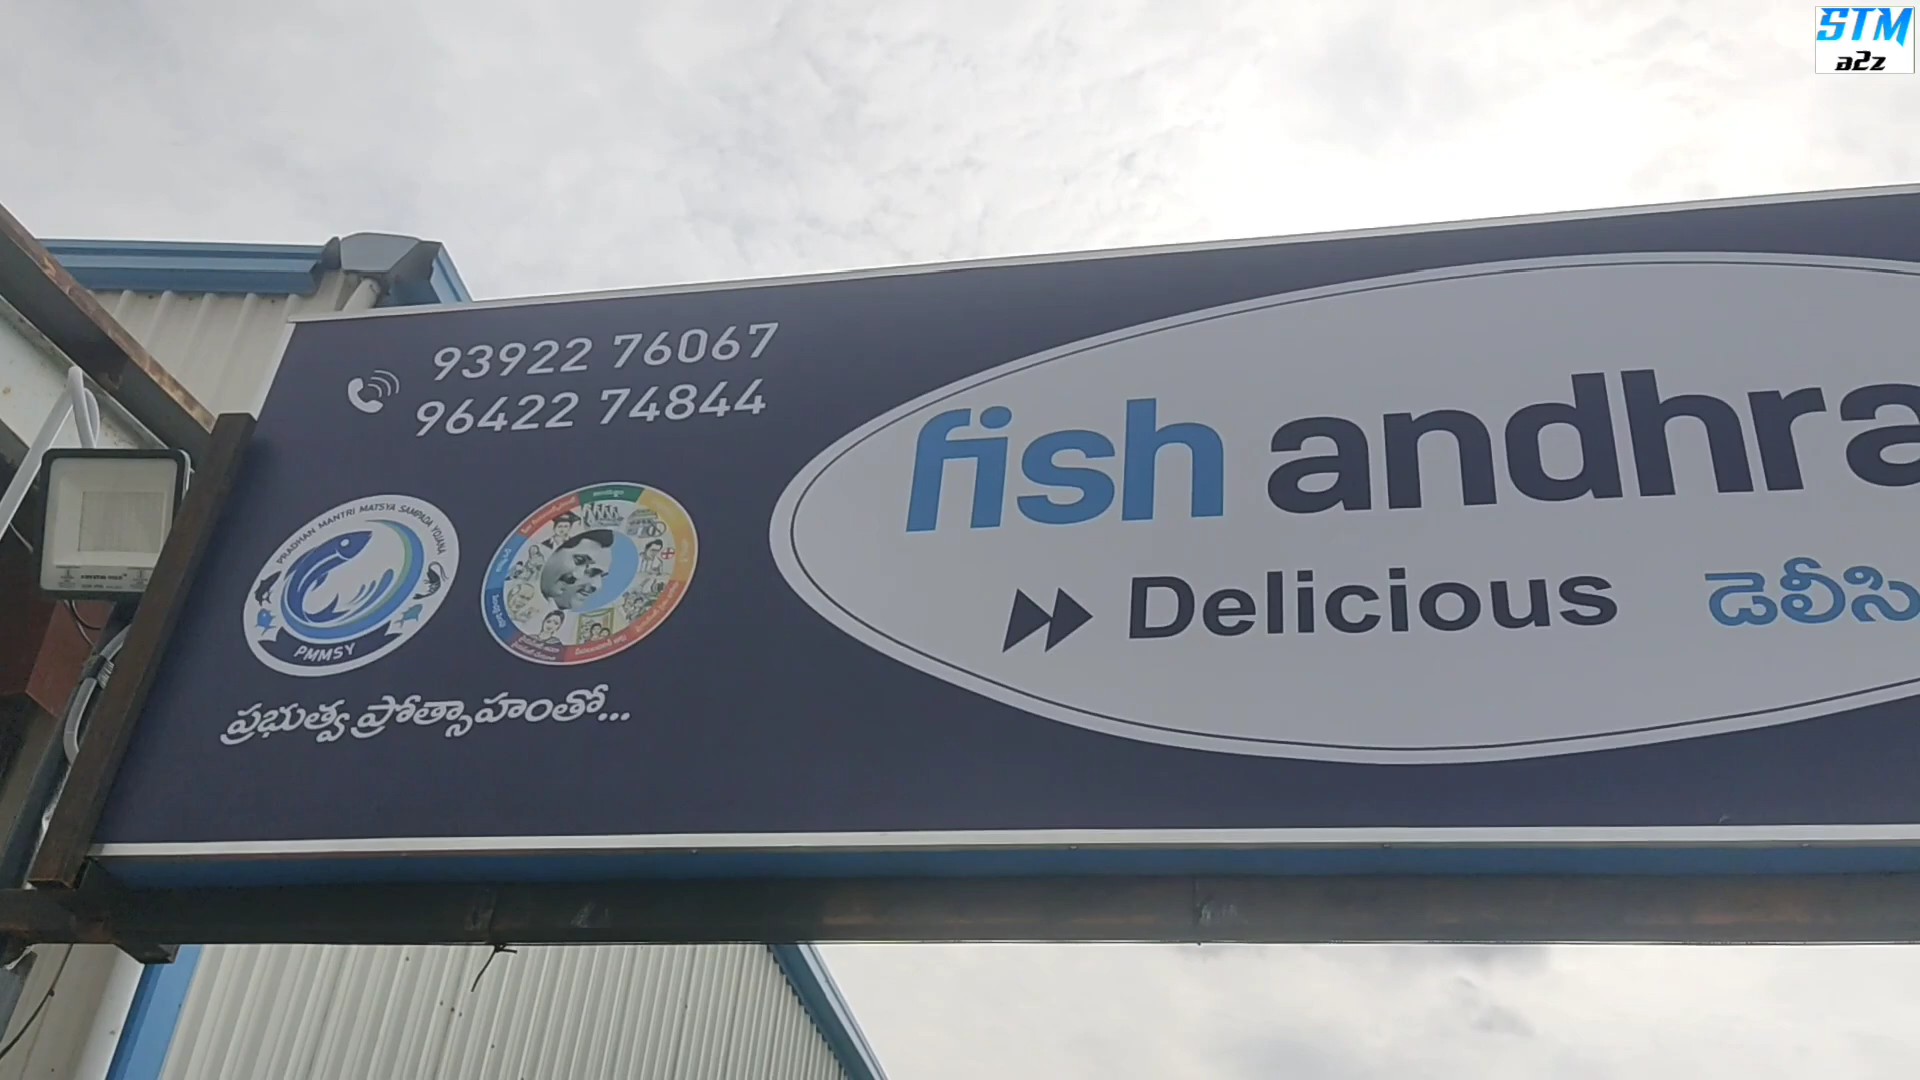 STM
a2z
93922 76067
96422 74844
fish andhra
Delicious డెలీసి
PRADHAN MANTRI MATSYA SAMPADA YOJANA
PMMSY
ప్రభుత్వ ప్రోత్సాహంతో...